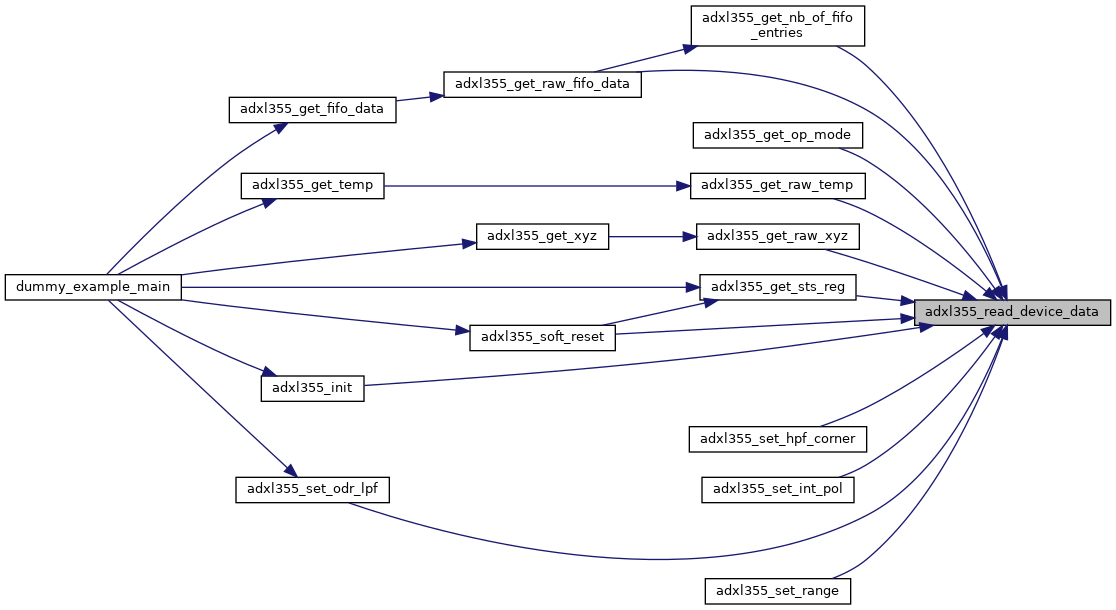 adxl355_get_nb_of_fifo
_entries
adxl355_get_raw_fifo_data
adxl355_get_fifo_data
adxl355_get_op_mode
adxl355_get_temp
adxl355_get_raw_temp
adxl355_get_xyz
adxl355_get_raw_xyz
dummy_example_main
adxl355_get_sts_reg
adxl355_read_device_data
adxl355_soft_reset
adxl355_init
adxl355_set_hpf_corner
adxl355_set_odr_lpf
adxl355_set_int_pol
adxl355_set_range